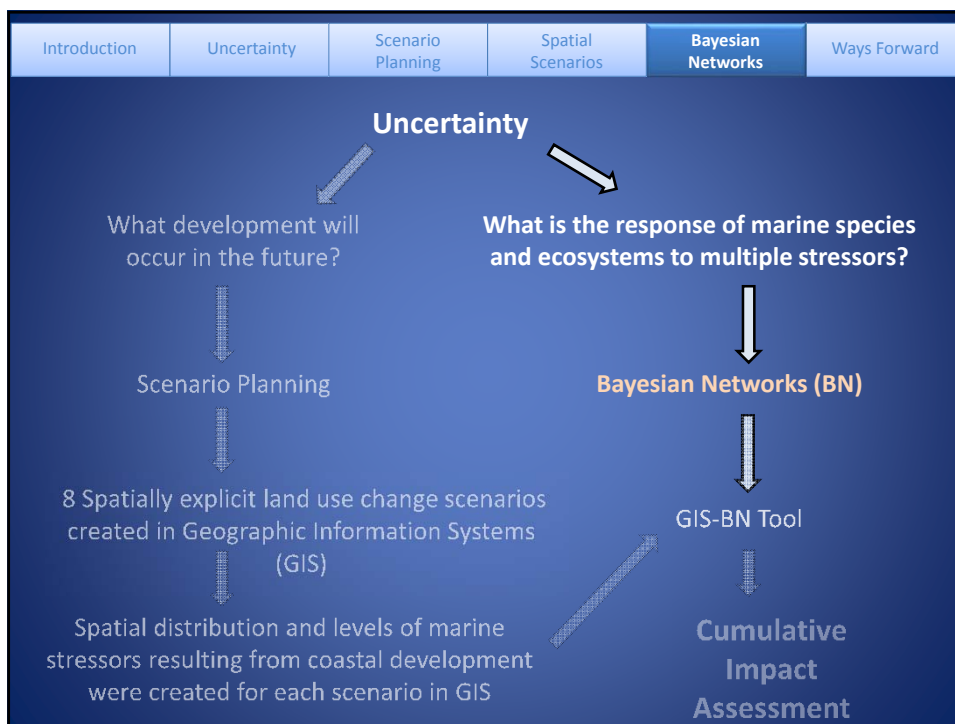 Introduction
Uncertainty
Scenario
Planning
Spatial
Scenarios
Bayesian
Networks
Ways Forward
Uncertainty
What development will
occur in the future?
What is the response of marine species
and ecosystems to multiple stressors?
Scenario Planning
Bayesian Networks (BN)
8 Spatially explicit land use change scenarios
created in Geographic Information Systems
(GIS)
GIS-BN Tool
Spatial distribution and levels of marine
stressors resulting from coastal development
were created for each scenario in GIS
Cumulative
Impact
Assessment